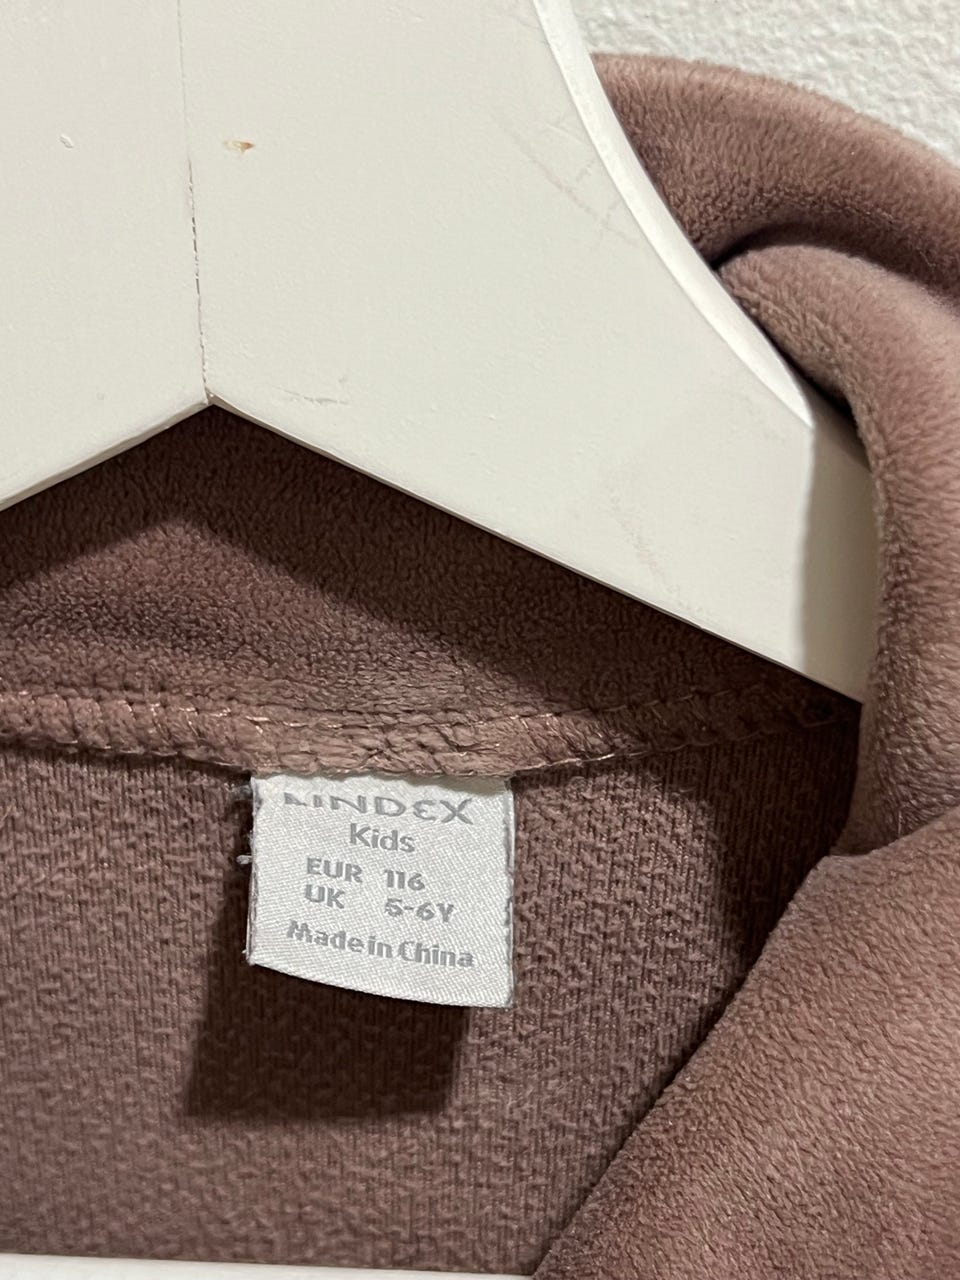 LINDEX
Kids
EUR 116
UK 5-6Y
Made in China